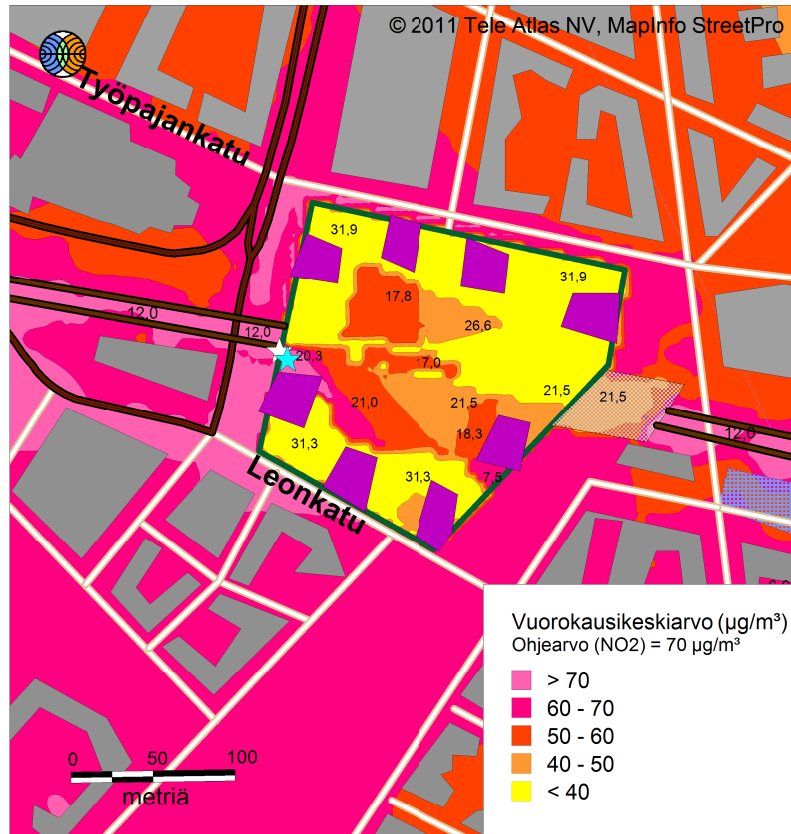 © 2011 Tele Atlas NV, MapInfo StreetPro
Työpajankatu
31,9
31,9
17,8
26,6
12,0
12,0
20,3
7,0
21,5
21,5
21,5
21,0
18,3
12,0
31,3
31,3
7,5
Leonkatu
Vuorokausikeskiarvo (µg/m³)
Ohjearvo (NO2) = 70 µg/m³
> 70
60 - 70
50 - 60
40 - 50
< 40
0 50 100
metriä